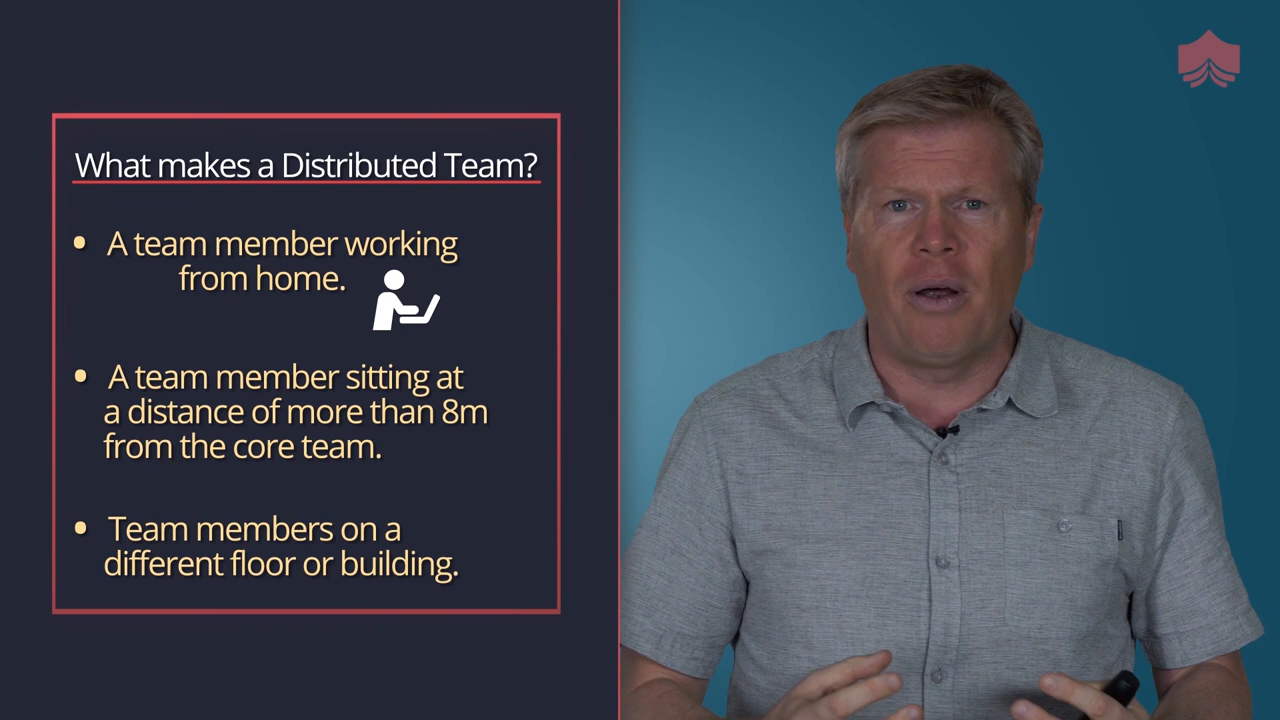 What makes a Distributed Team?
• A team member working
from home.
• A team member sitting at
a distance of more than 8m
from the core team.
• Team members on a
different floor or building.